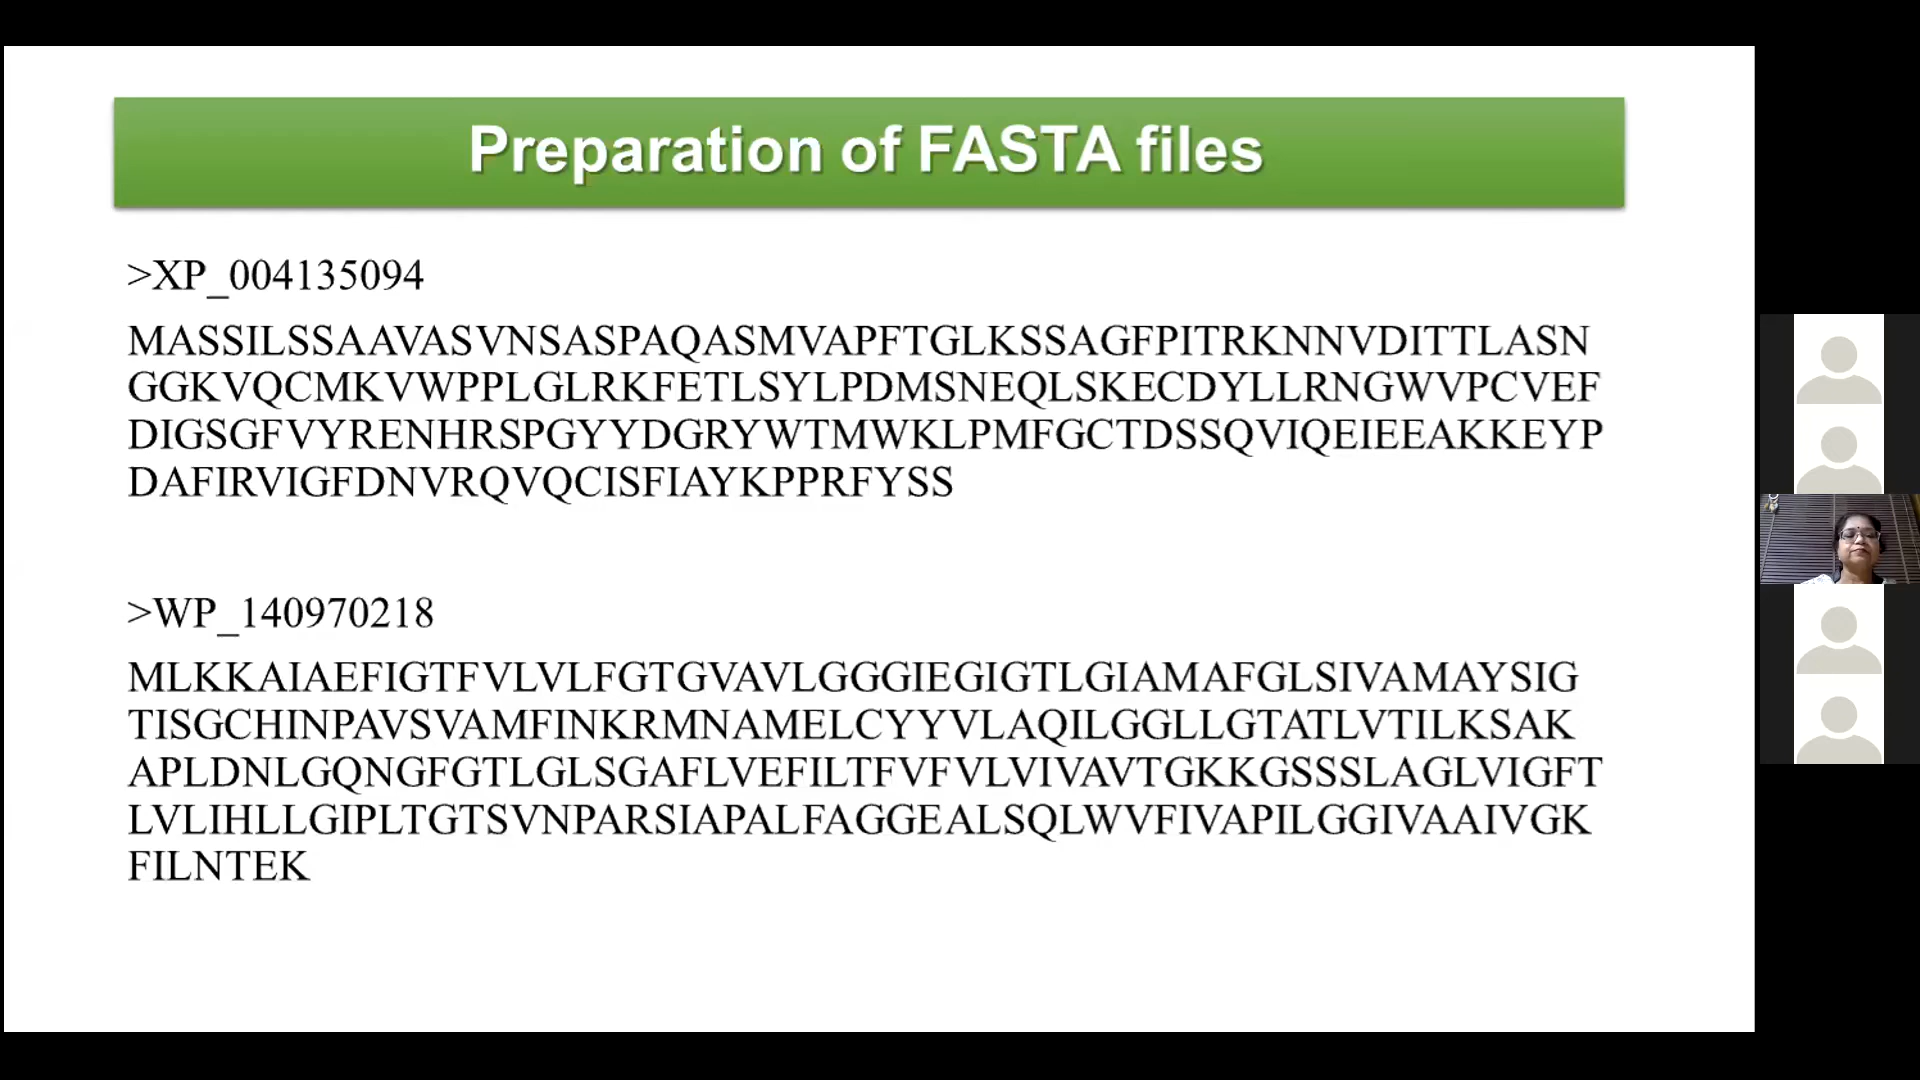 Preparation of FASTA files
>XP_004135094
MASSILSSAAVASVNSASPAQASMVAPFTGLKSSAGFPITRKNNVDITTLASN
GGKVQCMKVWPPLGLRKFETLSYLPDMSNEQLSKECDYLLRNGWVPCVEF
DIGSGFVYRENHRSPGYYDGRYWTMWKLPMFGCTDSSQVIQEIEEAKKEYP
DAFIRVIGFDNVRQVQCISFIAYKPPRFYSS
>WP_140970218
MLKKAIAEFIGTFVLVLFGTGVAVLGGGIEGIGTLGIAMAFGLSIVAMAYSIG
TISGCHINPAVSVAMFINKRMNAMELCYYVLAQILGGLLGTATLVTILKSAK
APLDNLGQNGFGTLGLSGAFLVEFILTFVFVLVIVAVTGKKGSSSLAGLVIGFT
LVLIHLLGIPLTGTSVNPARSIAPALFAGGEALSQLWVFIVAPILGGIVAAIVGK
FILNTEK